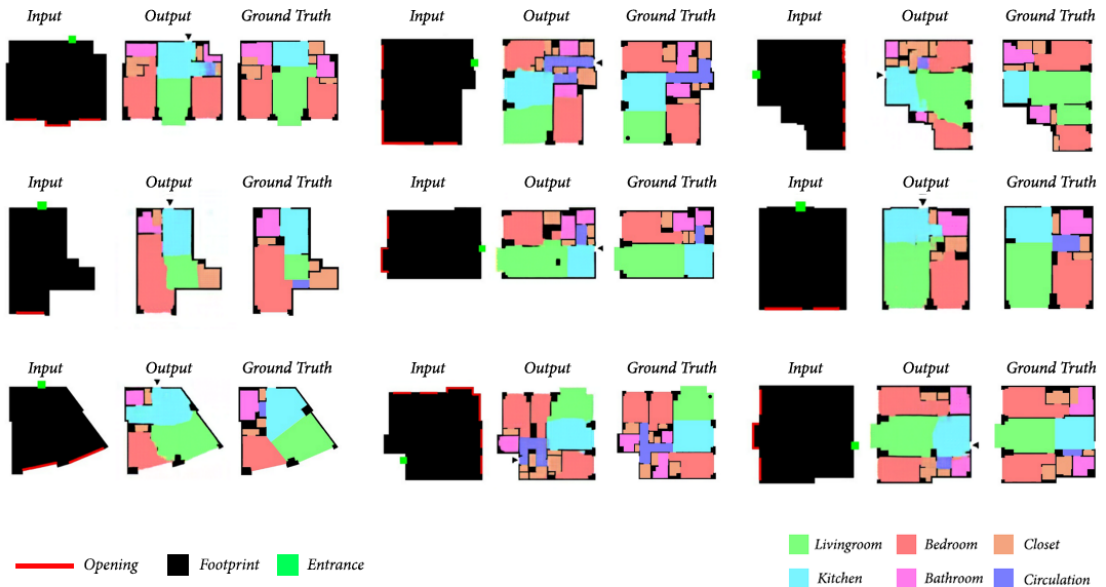 Input Output Ground Truth Input Output Ground Truth Input Output Ground Truth
Input Output Ground Truth Input Output Ground Truth Input Output Ground Truth
Input Output Ground Truth Input Output Ground Truth Input Output Ground Truth
Opening Footprint Entrance
Livingroom Bedroom Closet
Kitchen Bathroom Circulation